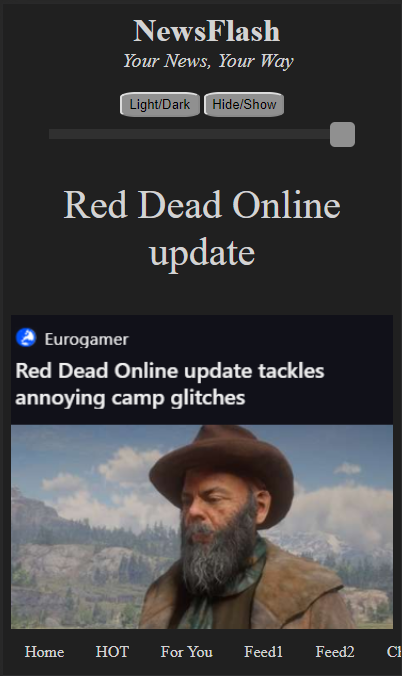 NewsFlash
Your News, Your Way
Light/Dark Hide/Show
Red Dead Online
update
Eurogamer
Red Dead Online update tackles
annoying camp glitches
Home HOT For You Feed1 Feed2